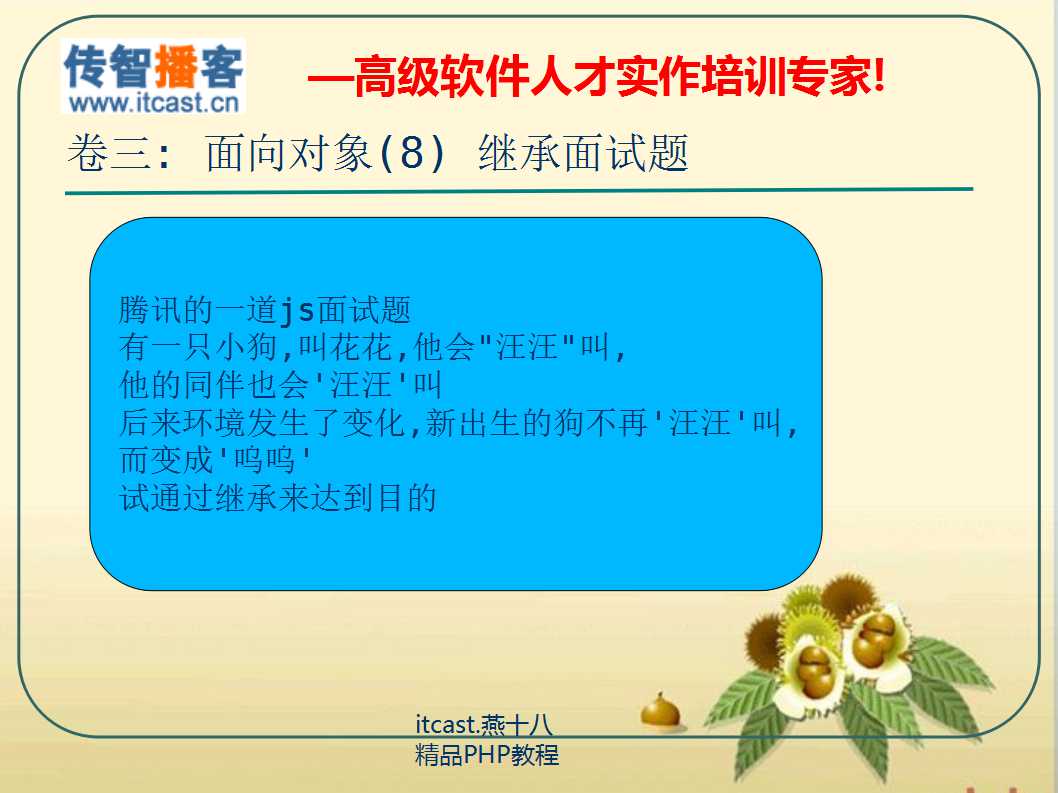 传智播客
www.itcast.cn
—高级软件人才实作培训专家!
卷三: 面向对象(8) 继承面试题
腾讯的一道js面试题
有一只小狗,叫花花,他会"汪汪"叫,
他的同伴也会'汪汪'叫
后来环境发生了变化,新出生的狗不再'汪汪'叫,
而变成'呜呜'
试通过继承来达到目的
itcast.燕十八
精品PHP教程